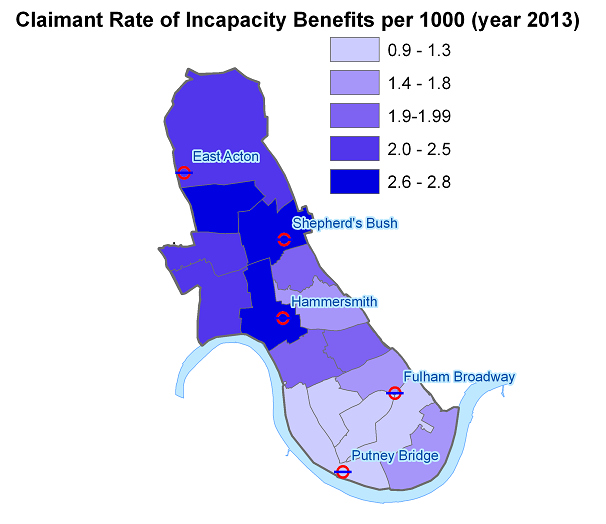 Claimant Rate of Incapacity Benefits per 1000 (year 2013)
0.9 - 1.3
1.4 - 1.8
1.9-1.99
2.0 - 2.5
2.6 - 2.8
East Acton
Shepherd's Bush
Hammersmith
Fulham Broadway
Putney Bridge